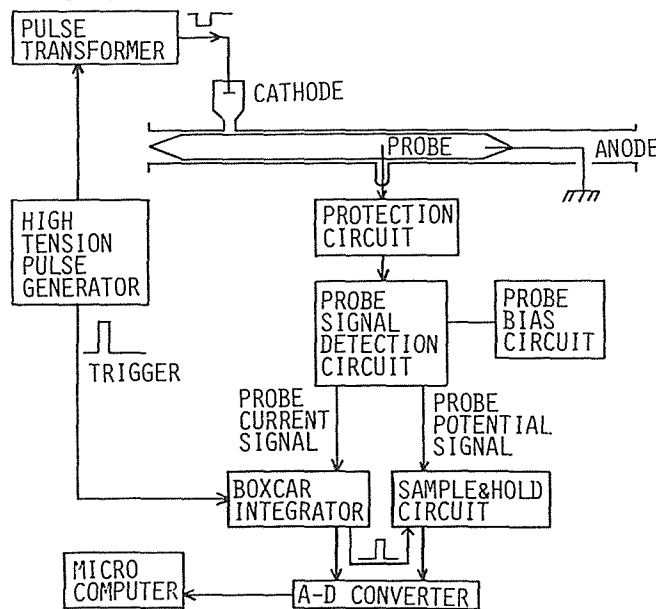 PULSE
TRANSFORMER
CATHODE
PROBE
ANODE
HIGH
TENSION
PULSE
GENERATOR
PROTECTION
CIRCUIT
PROBE
SIGNAL
DETECTION
CIRCUIT
PROBE
BIAS
CIRCUIT
TRIGGER
PROBE
CURRENT
SIGNAL
PROBE
POTENTIAL
SIGNAL
BOXCAR
INTEGRATOR
SAMPLE&HOLD
CIRCUIT
MICRO
COMPUTER
A-D CONVERTER